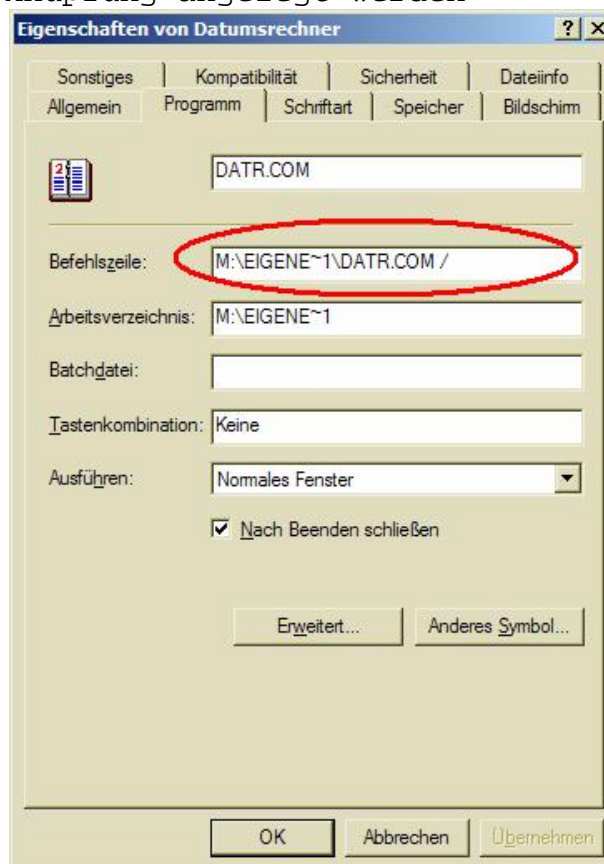 Eigenschaften von Datumsrechner
Sonstiges Kompatibilität Sicherheit Dateiinfo
Allgemein Programm Schriftart Speicher Bildschirm
DATR.COM
Befehlszeile: M:\EIGENE~1\DATR.COM /
Arbeitsverzeichnis: M:\EIGENE~1
Batchdatei:
Tastenkombination: Keine
Ausführen: Normales Fenster
Nach Beenden schließen
Erweitert... Anderes Symbol...
OK Abbrechen Übernehmen